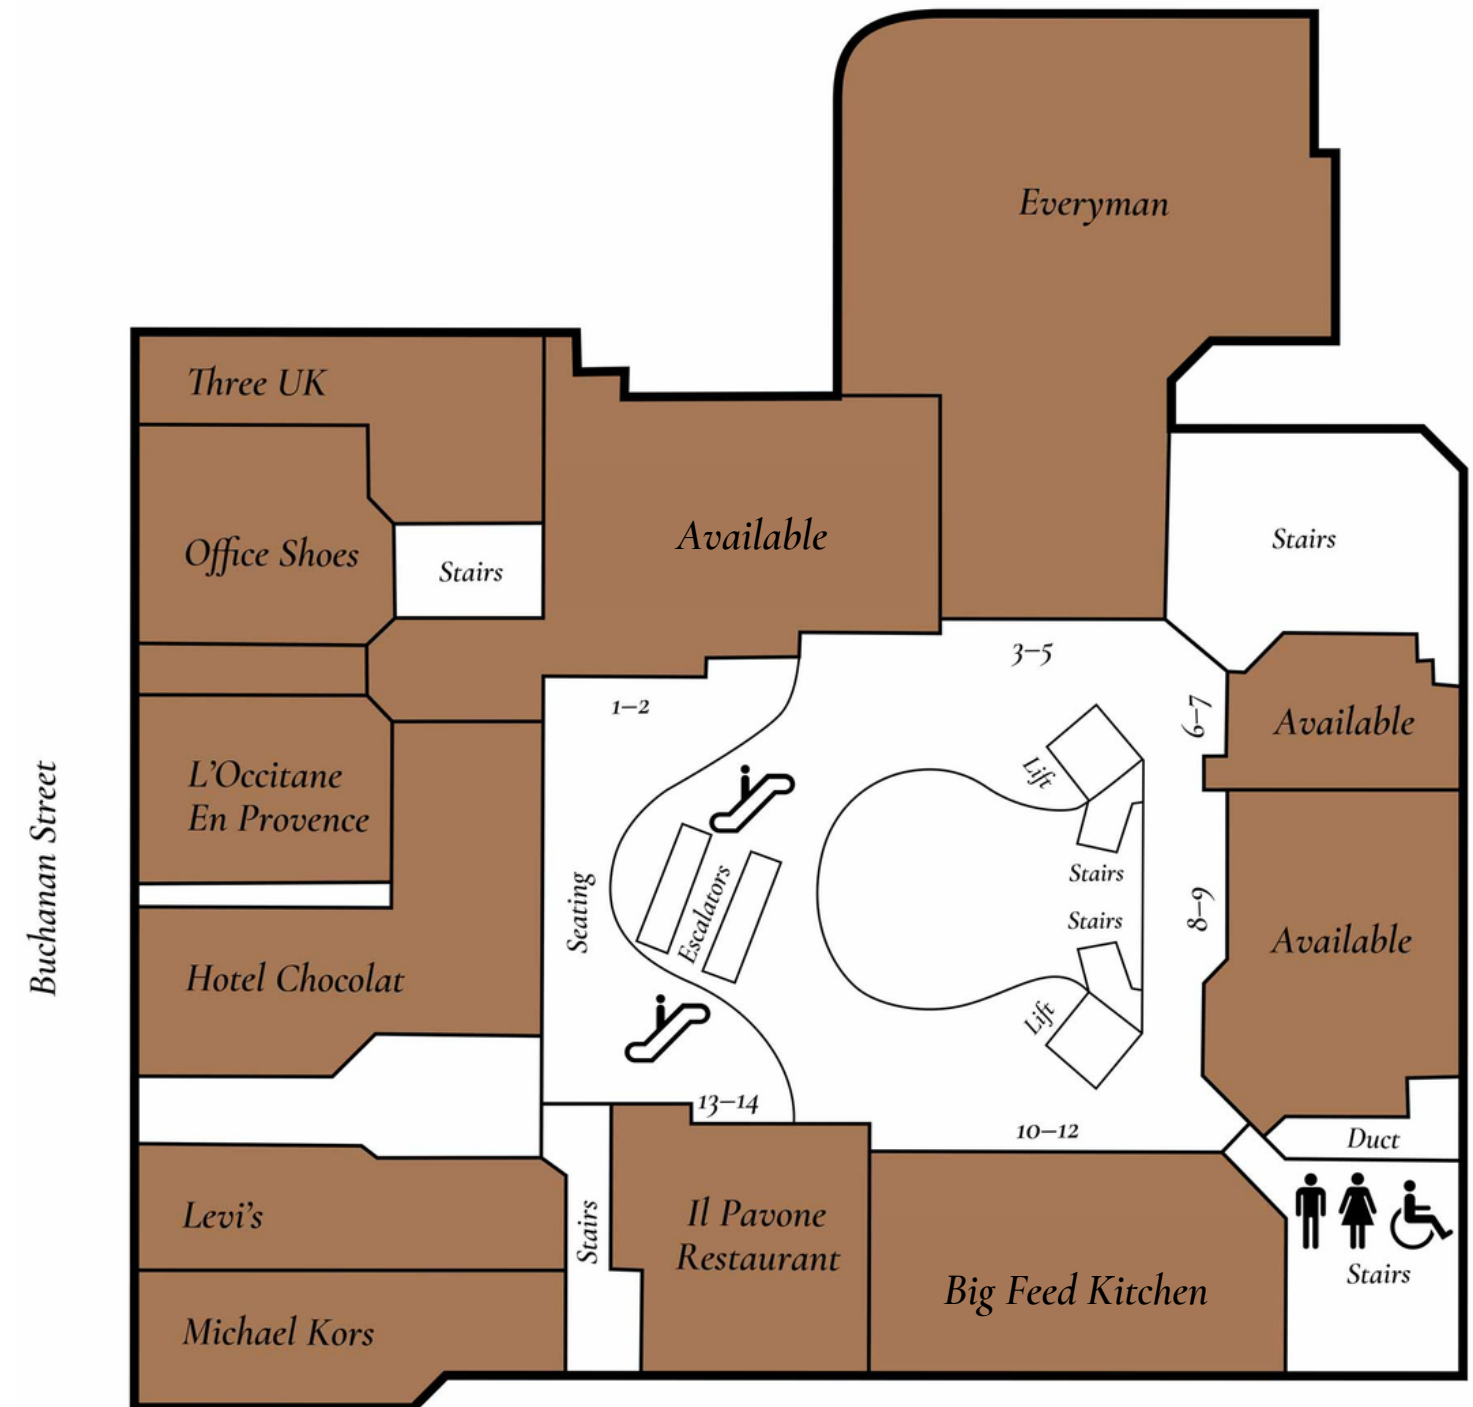 Everyman
Three UK
Office Shoes
Stairs
Available
Stairs
3–5
1–2
6–7
Available
L'Occitane
En Provence
Lift
Buchanan Street
Seating
Escalators
Stairs
Stairs
8–9
Available
Hotel Chocolat
Lift
13–14
10–12
Duct
Levi's
Stairs
Il Pavone
Restaurant
Big Feed Kitchen
Stairs
Michael Kors